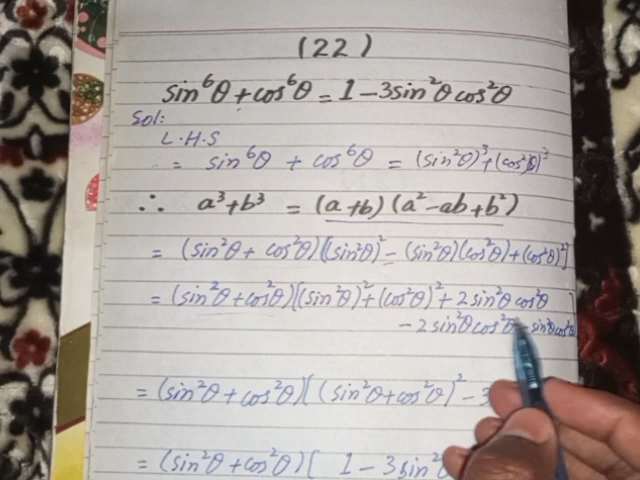 (22)
sin⁶θ + cos⁶θ = 1 - 3sin²θ cos²θ
Sol:
L.H.S
= sin⁶θ + cos⁶θ = (sin²θ)³ + (cos²θ)³
∴ a³+b³ = (a+b)(a²-ab+b²)
= (sin²θ + cos²θ)[(sin²θ)² - (sin²θ)(cos²θ) + (cos²θ)²]
= (sin²θ + cos²θ)[(sin²θ)² + (cos²θ)² + 2sin²θ cos²θ
- 2sin²θ cos²θ - sin²θ cos²θ]
= (sin²θ + cos²θ)[(sin²θ + cos²θ)² - 3
= (sin²θ + cos²θ)[ 1 - 3sin²θ